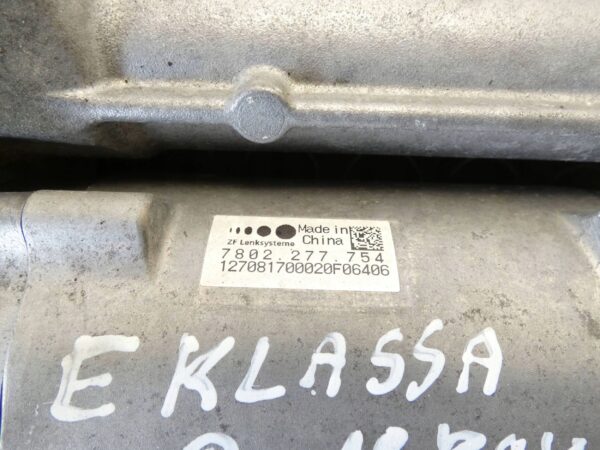 Made in
ZF Lenksysteme China
7802.277.754
127081700020F06406
E KLASSA